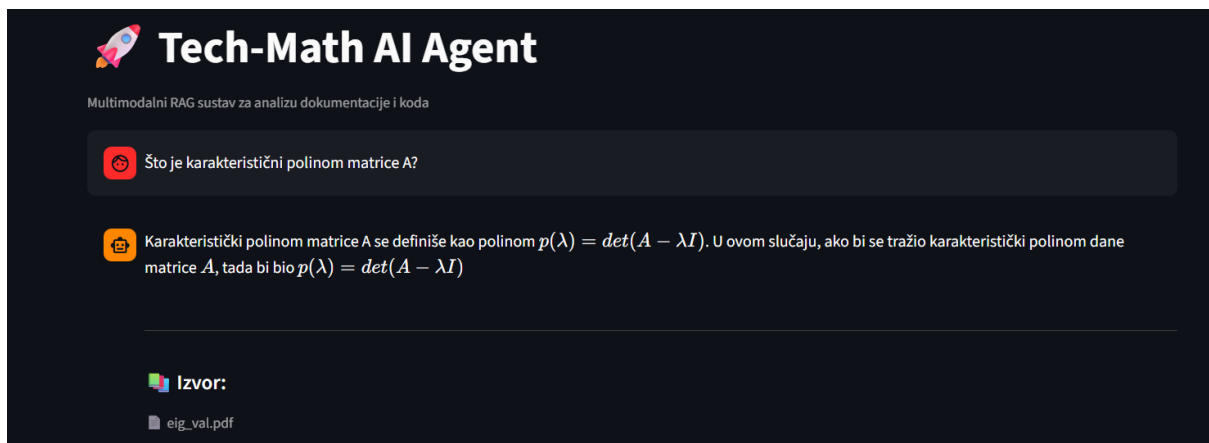 🚀 Tech-Math AI Agent
Multimodalni RAG sustav za analizu dokumentacije i koda
Što je karakteristični polinom matrice A?
Karakteristički polinom matrice A se definiše kao polinom p(λ) = det(A − λI). U ovom slučaju, ako bi se tražio karakteristički polinom dane
matrice A, tada bi bio p(λ) = det(A − λI)
📚 Izvor:
📄 eig_val.pdf